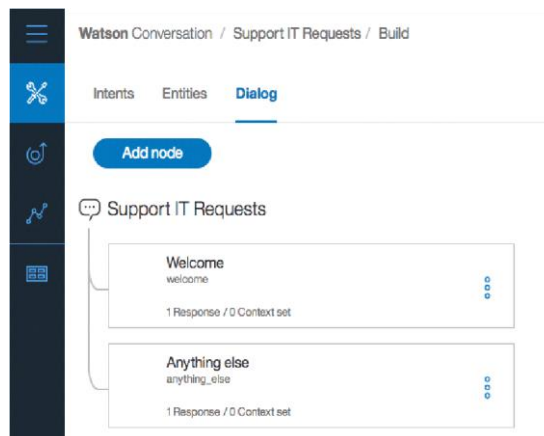 Watson Conversation / Support IT Requests / Build
Intents Entities Dialog
Add node
Support IT Requests
Welcome
welcome
1 Response / 0 Context set
Anything else
anything_else
1 Response / 0 Context set